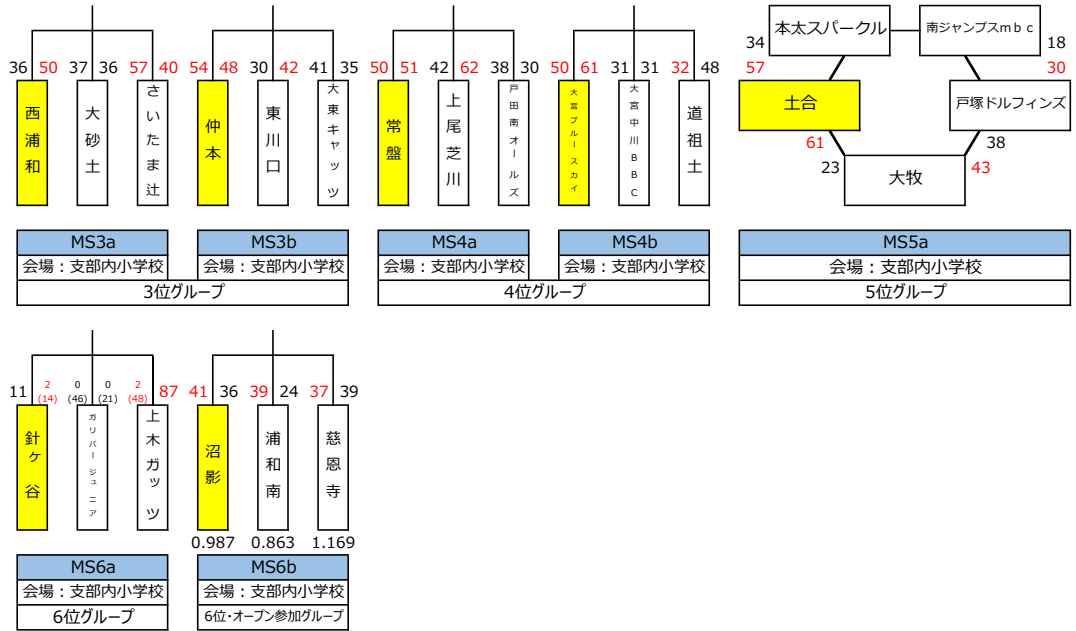 36 50 37 36 57 40 54 48 30 42 41 35 50 51 42 62 38 30 50 61 31 31 32 48
西浦和
大砂土
さいたま辻
仲本
東川口
大東キャッツ
常盤
上尾芝川
戸田南オールズ
大宮ブルースカイ
大宮中川BBC
道祖土
本太スパークル
南ジャンプスmbc
34
18
57
30
土合
戸塚ドルフィンズ
61
38
23
43
大牧
MS3a
MS3b
MS4a
MS4b
MS5a
会場:支部内小学校
会場:支部内小学校
会場:支部内小学校
会場:支部内小学校
会場:支部内小学校
3位グループ
4位グループ
5位グループ
11 2 0 0 2 87 41 36 39 24 37 39
(14) (46) (21) (48)
針ヶ谷
ガリバージュニア
上木ガッツ
沼影
浦和南
慈恩寺
0.987 0.863 1.169
MS6a
MS6b
会場:支部内小学校
会場:支部内小学校
6位グループ
6位・オープン参加グループ